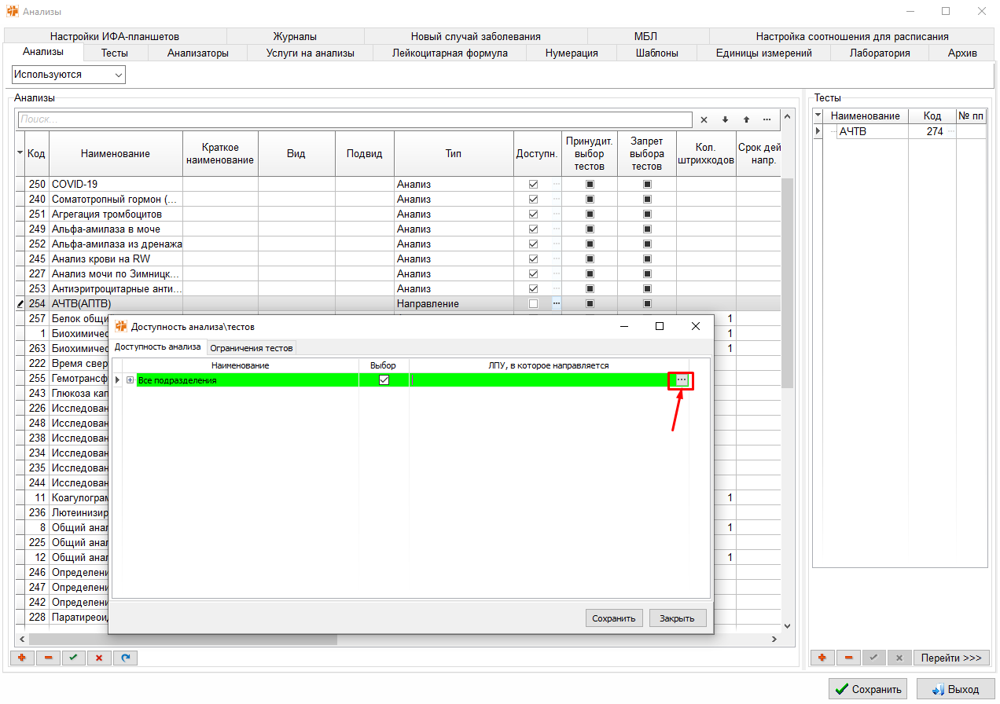 Анализы
Настройки ИФА-планшетов Журналы Новый случай заболевания МБЛ Настройка соотношения для расписания
Анализы Тесты Анализаторы Услуги на анализы Лейкоцитарная формула Нумерация Шаблоны Единицы измерений Лаборатория Архив
Используются
Анализы
Поиск...
Код Наименование Краткое наименование Вид Подвид Тип Доступн. Принудит. выбор тестов Запрет выбора тестов Кол. штрихкодов Срок дей напр.
250 COVID-19 Анализ
240 Соматотропный гормон (... Анализ
251 Агрегация тромбоцитов Анализ
249 Альфа-амилаза в моче Анализ
252 Альфа-амилаза из дренажа Анализ
245 Анализ крови на RW Анализ
227 Анализ мочи по Зимницк... Анализ
253 Антиэритроцитарные анти... Анализ
254 АЧТВ(АПТВ) Направление
257 Белок общи 1
1 Биохимичес 1
263 Биохимичес 1
222 Время свер
255 Гемотрансф
243 Глюкоза кап
226 Исследован
248 Исследован
238 Исследован
234 Исследован
235 Исследован
244 Исследован
11 Коагулограм 1
236 Лютеинизир
8 Общий анал 1
225 Общий анал
12 Общий анал 1
246 Определени
247 Определени
242 Определени
228 Паратиреоид
Доступность анализа\тестов
Доступность анализа Ограничения тестов
Наименование Выбор ЛПУ, в которое направляется
Все подразделения
Сохранить Закрыть
Тесты
Наименование Код № пп
АЧТВ 274
Перейти >>>
Сохранить Выход